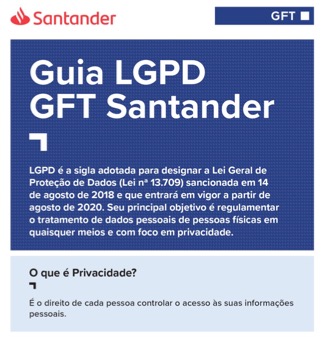 Santander
GFT
Guia LGPD
GFT Santander
LGPD é a sigla adotada para designar a Lei Geral de
Proteção de Dados (Lei nª 13.709) sancionada em 14
de agosto de 2018 e que entrará em vigor a partir de
agosto de 2020. Seu principal objetivo é regulamentar
o tratamento de dados pessoais de pessoas físicas em
quaisquer meios e com foco em privacidade.
O que é Privacidade?
É o direito de cada pessoa controlar o acesso às suas informações
pessoais.